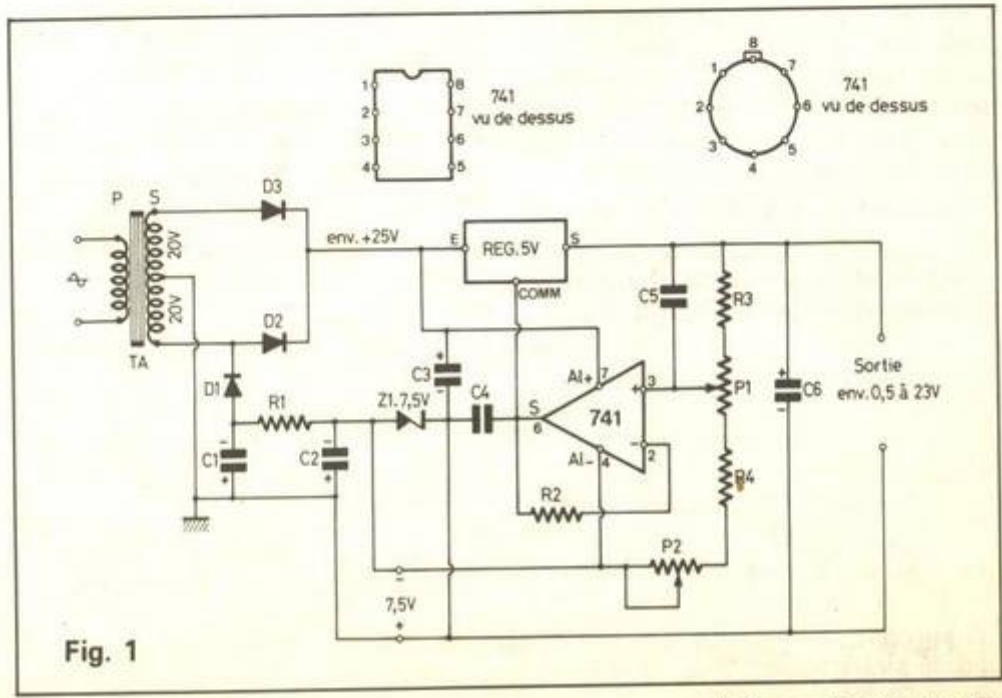 8
1
8
741
vu de dessus
2
7
3
6
4
5
741
vu de dessus
1
7
2
6
3
5
4
P
S
D3
20V
20V
env.+25V
E
REG.5V
S
COMM
C5
R3
TA
D2
D1
R1
C3
+
-
Z1.7,5V
C4
Al+
7
S
6
741
+
3
-
2
Al-
4
P1
+
C6
-
Sortie
env.0,5 à 23V
C1
-
+
C2
-
+
R2
R4
P2
-
7,5V
+
Fig. 1